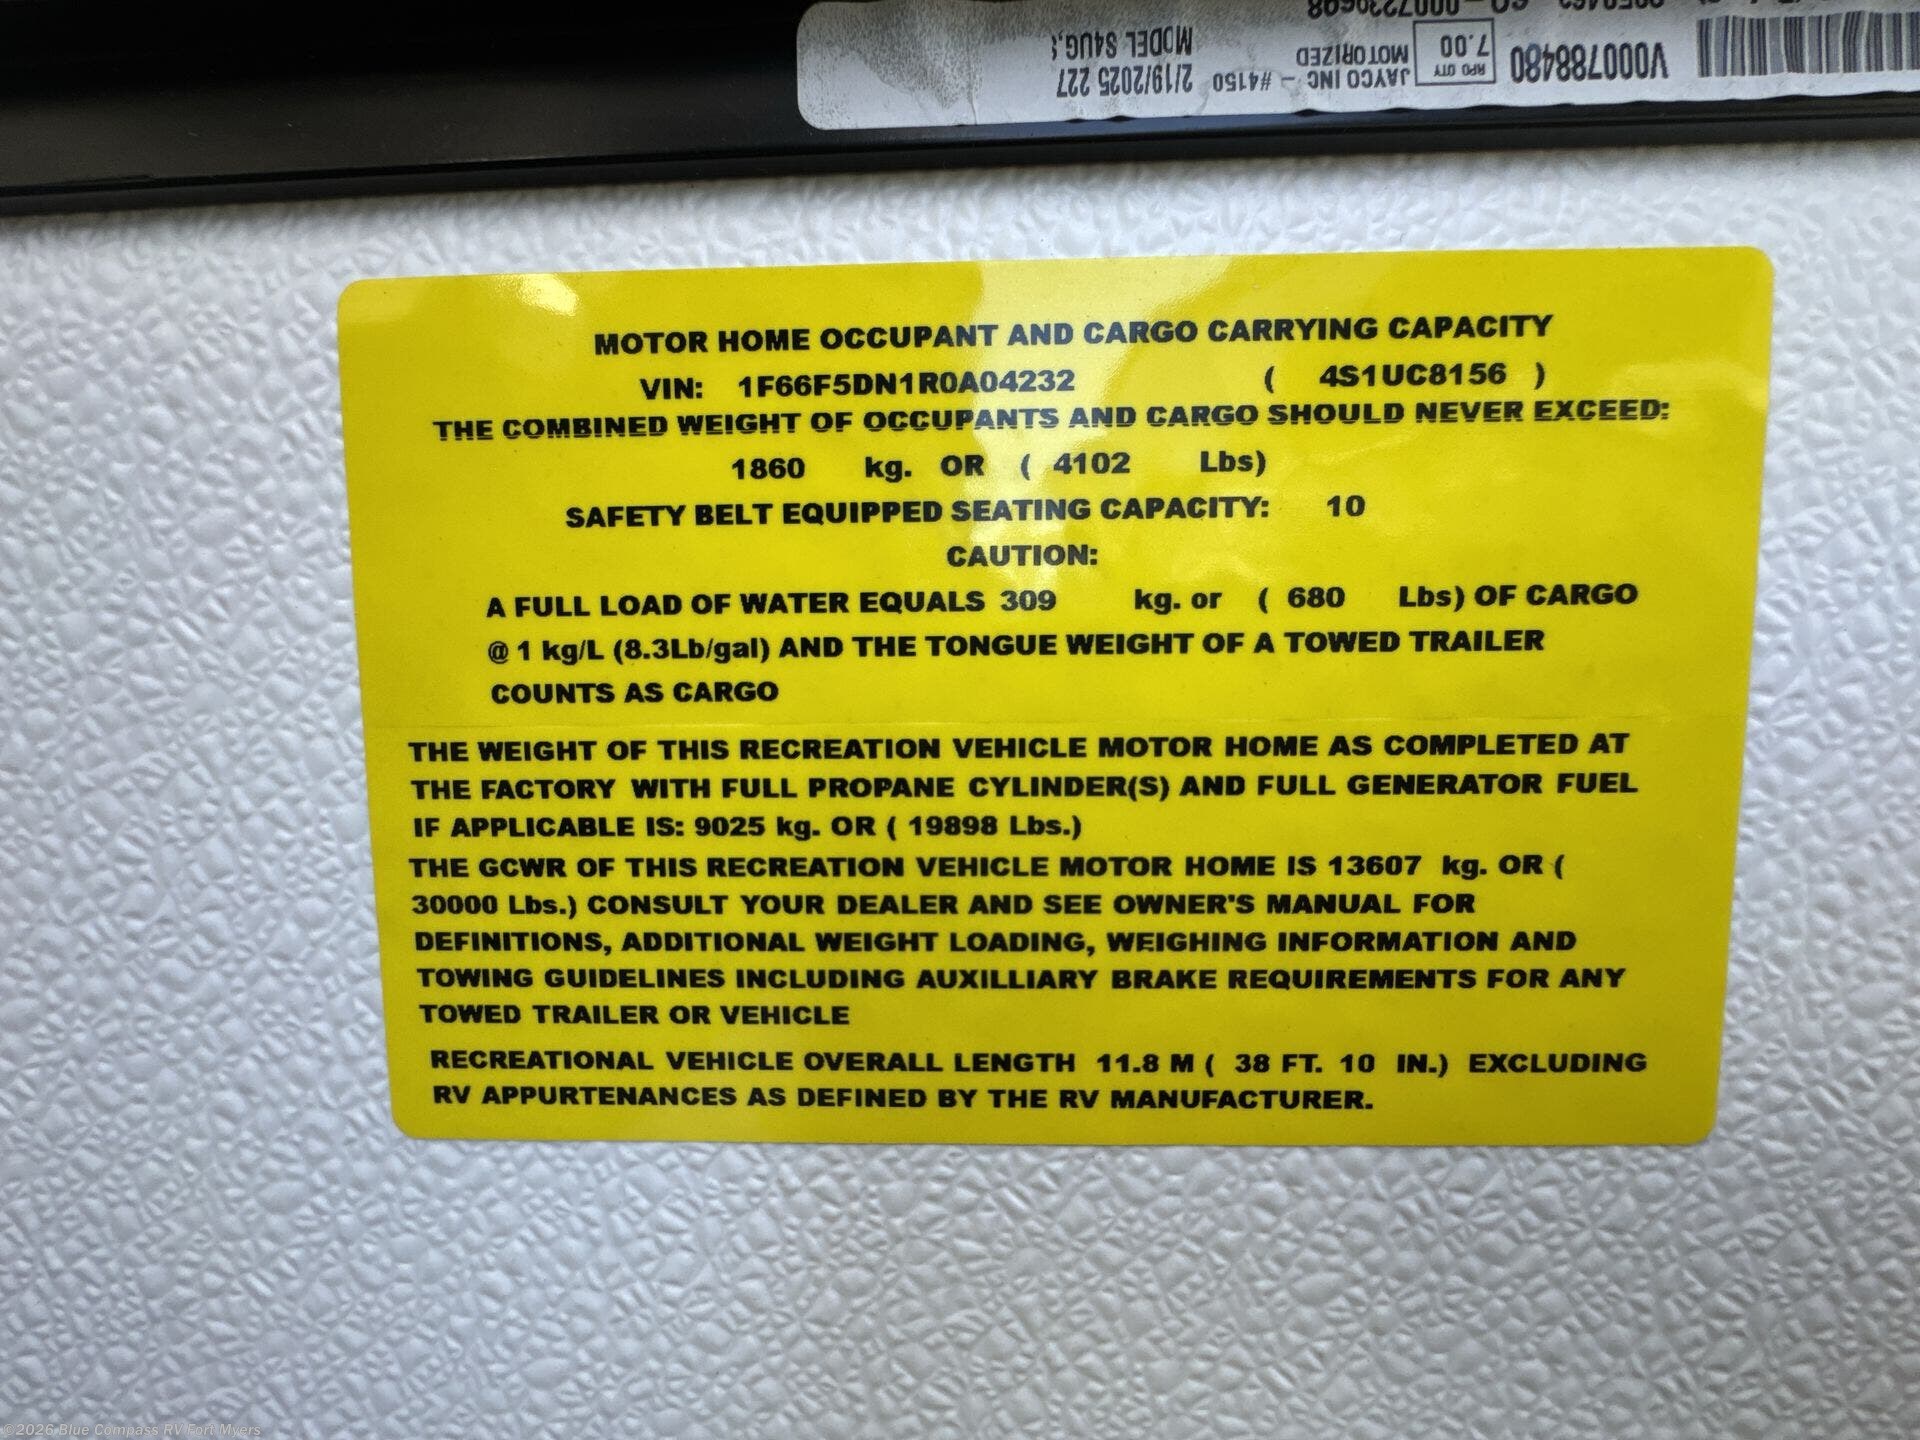 V000788480
RPO QTY
7.00
JAYCO INC - #4150
MOTORIZED
2/19/2025 227
MODEL S4UG,
MOTOR HOME OCCUPANT AND CARGO CARRYING CAPACITY
VIN: 1F66F5DN1R0A04232 ( 4S1UC8156 )
THE COMBINED WEIGHT OF OCCUPANTS AND CARGO SHOULD NEVER EXCEED:
1860 kg. OR ( 4102 Lbs)
SAFETY BELT EQUIPPED SEATING CAPACITY: 10
CAUTION:
A FULL LOAD OF WATER EQUALS 309 kg. or ( 680 Lbs) OF CARGO
@ 1 kg/L (8.3Lb/gal) AND THE TONGUE WEIGHT OF A TOWED TRAILER
COUNTS AS CARGO
THE WEIGHT OF THIS RECREATION VEHICLE MOTOR HOME AS COMPLETED AT
THE FACTORY WITH FULL PROPANE CYLINDER(S) AND FULL GENERATOR FUEL
IF APPLICABLE IS: 9025 kg. OR ( 19898 Lbs.)
THE GCWR OF THIS RECREATION VEHICLE MOTOR HOME IS 13607 kg. OR (
30000 Lbs.) CONSULT YOUR DEALER AND SEE OWNER'S MANUAL FOR
DEFINITIONS, ADDITIONAL WEIGHT LOADING, WEIGHING INFORMATION AND
TOWING GUIDELINES INCLUDING AUXILLIARY BRAKE REQUIREMENTS FOR ANY
TOWED TRAILER OR VEHICLE
RECREATIONAL VEHICLE OVERALL LENGTH 11.8 M ( 38 FT. 10 IN.) EXCLUDING
RV APPURTENANCES AS DEFINED BY THE RV MANUFACTURER.
©2026 Blue Compass RV Fort Myers